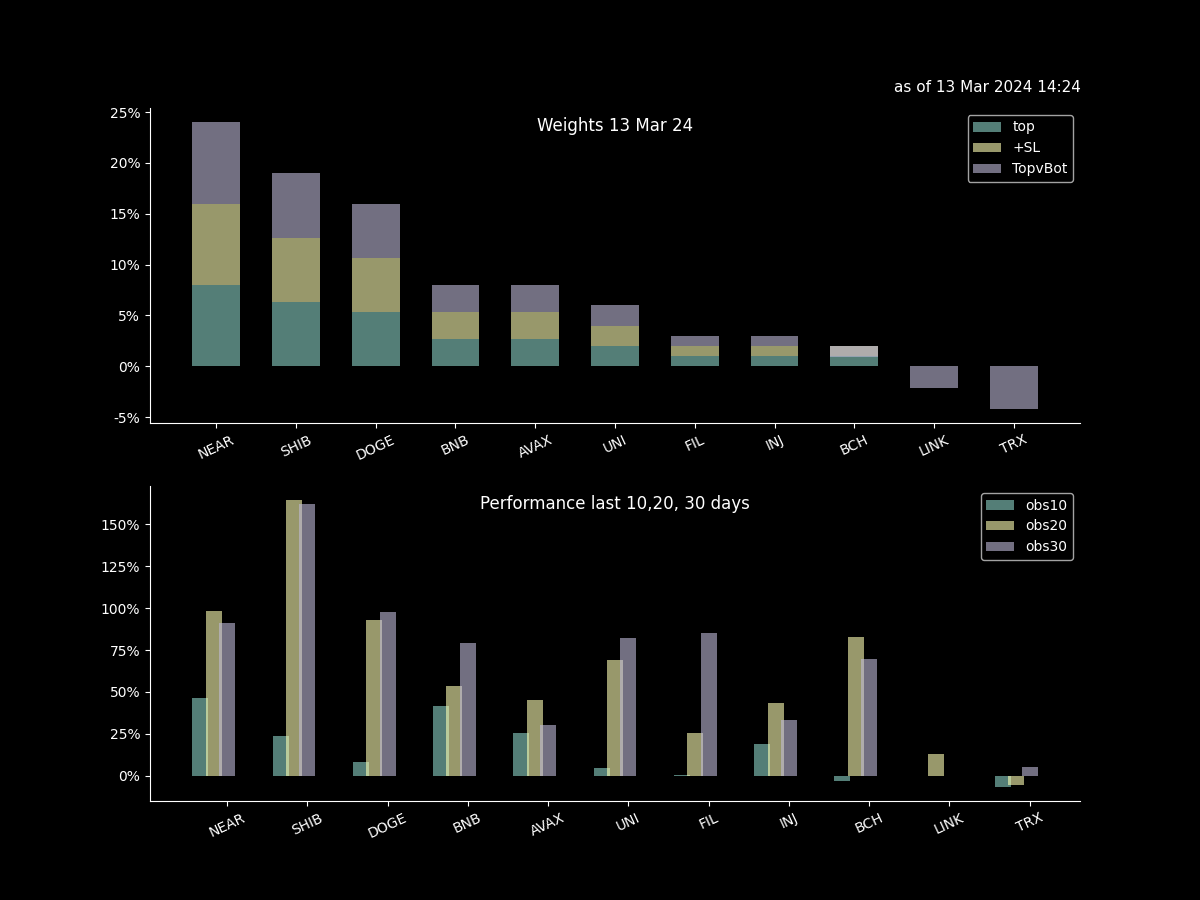 as of 13 Mar 2024 14:24
Weights 13 Mar 24
top
+SL
TopvBot
25%
20%
15%
10%
5%
0%
-5%
NEAR SHIB DOGE BNB AVAX UNI FIL INJ BCH LINK TRX
Performance last 10,20, 30 days
obs10
obs20
obs30
150%
125%
100%
75%
50%
25%
0%
NEAR SHIB DOGE BNB AVAX UNI FIL INJ BCH LINK TRX